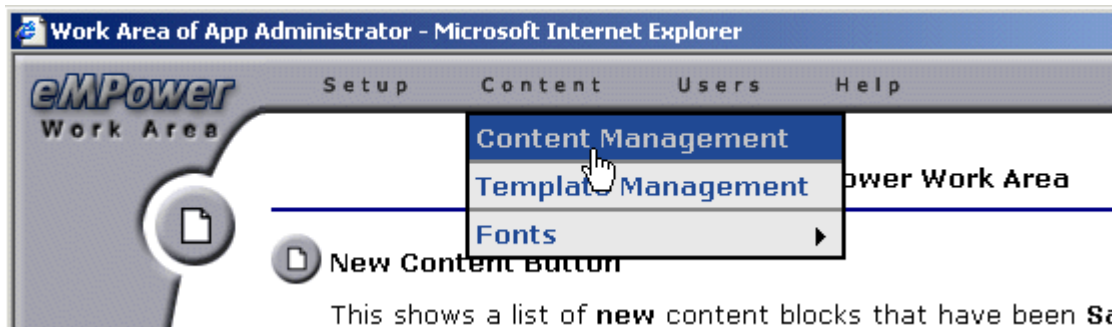 Work Area of App Administrator - Microsoft Internet Explorer
eMPower
Work Area
Setup Content Users Help
Content Management
Template Management
Fonts
power Work Area
New Content Button
This shows a list of new content blocks that have been